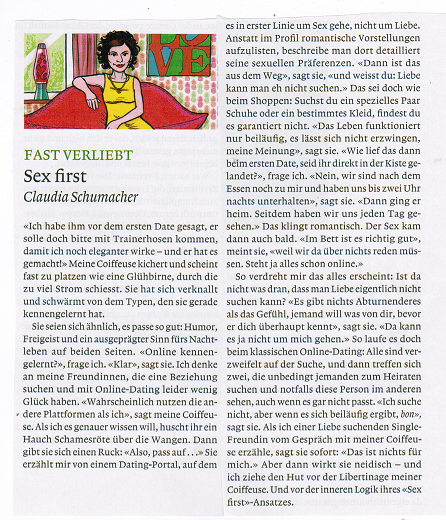 LOVE
FAST VERLIEBT
Sex first
Claudia Schumacher
«Ich habe ihm vor dem ersten Date gesagt, er
solle doch bitte mit Trainerhosen kommen,
damit ich noch eleganter wirke – und er hat es
gemacht!» Meine Coiffeuse kichert und scheint
fast zu platzen wie eine Glühbirne, durch die
zu viel Strom schiesst. Sie hat sich verknallt
und schwärmt von dem Typen, den sie gerade
kennengelernt hat.
Sie seien sich ähnlich, es passe so gut: Humor,
Freigeist und ein ausgeprägter Sinn fürs Nacht-
leben auf beiden Seiten. «Online kennen-
gelernt?», frage ich. «Klar», sagt sie. Ich denke
an meine Freundinnen, die eine Beziehung
suchen und mit Online-Dating leider wenig
Glück haben. «Wahrscheinlich nutzen die an-
dere Plattformen als ich», sagt meine Coiffeu-
se. Als ich es genauer wissen will, huscht ihr ein
Hauch Schamesröte über die Wangen. Dann
gibt sie sich einen Ruck: «Also, pass auf . . .» Sie
erzählt mir von einem Dating-Portal, auf dem
es in erster Linie um Sex gehe, nicht um Liebe.
Anstatt im Profil romantische Vorstellungen
aufzulisten, beschreibe man dort detailliert
seine sexuellen Präferenzen. «Dann ist das
aus dem Weg», sagt sie, «und weisst du: Liebe
kann man eh nicht suchen.» Das sei doch wie
beim Shoppen: Suchst du ein spezielles Paar
Schuhe oder ein bestimmtes Kleid, findest du
es garantiert nicht. «Das Leben funktioniert
nur beiläufig, es lässt sich nicht erzwingen,
meine Meinung», sagt sie. «Wie lief das dann
beim ersten Date, seid ihr direkt in der Kiste ge-
landet?», frage ich. «Nein, wir sind nach dem
Essen noch zu mir und haben uns bis zwei Uhr
nachts unterhalten», sagt sie. «Dann ging er
heim. Seitdem haben wir uns jeden Tag ge-
sehen.» Das klingt romantisch. Der Sex kam
dann auch bald. «Im Bett ist es richtig gut»,
meint sie, «weil wir da über nichts reden müs-
sen. Steht ja alles schon online.»
So verdreht mir das alles erscheint: Ist da
nicht was dran, dass man Liebe eigentlich nicht
suchen kann? «Es gibt nichts Abturnenderes
als das Gefühl, jemand will was von dir, bevor
er dich überhaupt kennt», sagt sie. «Da kann
es ja nicht um mich gehen.» So laufe es doch
beim klassischen Online-Dating: Alle sind ver-
zweifelt auf der Suche, und dann treffen sich
zwei, die unbedingt jemanden zum Heiraten
suchen und notfalls diese Person im anderen
sehen, auch wenn es gar nicht passt. «Ich suche
nicht, aber wenn es sich beiläufig ergibt, bon»,
sagt sie. Als ich einer Liebe suchenden Single-
Freundin vom Gespräch mit meiner Coiffeu-
se erzähle, sagt sie sofort: «Das ist nichts für
mich.» Aber dann wirkt sie neidisch – und
ich ziehe den Hut vor der Libertinage meiner
Coiffeuse. Und vor der inneren Logik ihres «Sex
first»-Ansatzes.